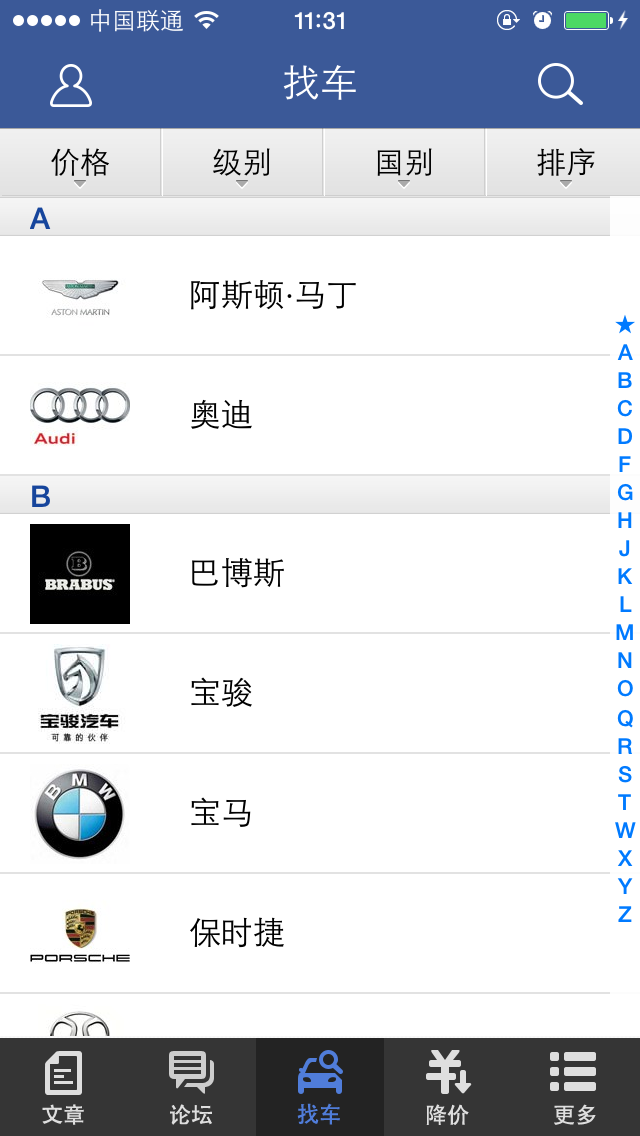 中国联通 11:31
找车
价格 级别 国别 排序
A
ASTON MARTIN
阿斯顿·马丁
Audi
奥迪
B
B
BRABUS
巴博斯
宝骏汽车
可靠的伙伴
宝骏
BMW
宝马
PORSCHE
保时捷
★
A
B
C
D
F
G
H
J
K
L
M
N
O
Q
R
S
T
W
X
Y
Z
文章 论坛 找车 降价 更多